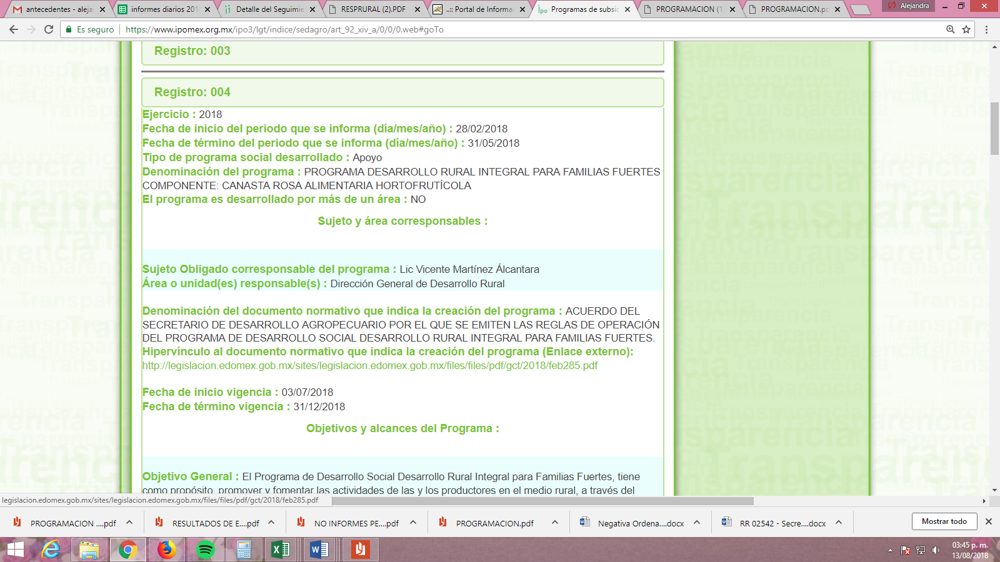 antecedentes - aleja
informes diarios 201
Detalle del Seguimie
RESPRURAL (2).PDF
..:: Portal de Informac
Programas de subsid
PROGRAMACION (1
PROGRAMACION.pd
Alejandra
Es seguro
https://www.ipomex.org.mx/ipo3/lgt/indice/sedagro/art_92_xiv_a/0/0/0.web#goTo
Registro: 003
Registro: 004
Ejercicio : 2018
Fecha de inicio del periodo que se informa (día/mes/año) : 28/02/2018
Fecha de término del periodo que se informa (día/mes/año) : 31/05/2018
Tipo de programa social desarrollado : Apoyo
Denominación del programa : PROGRAMA DESARROLLO RURAL INTEGRAL PARA FAMILIAS FUERTES
COMPONENTE: CANASTA ROSA ALIMENTARIA HORTOFRUTÍCOLA
El programa es desarrollado por más de un área : NO
Sujeto y área corresponsables :
Sujeto Obligado corresponsable del programa : Lic Vicente Martínez Álcantara
Área o unidad(es) responsable(s) : Dirección General de Desarrollo Rural
Denominación del documento normativo que indica la creación del programa : ACUERDO DEL
SECRETARIO DE DESARROLLO AGROPECUARIO POR EL QUE SE EMITEN LAS REGLAS DE OPERACIÓN
DEL PROGRAMA DE DESARROLLO SOCIAL DESARROLLO RURAL INTEGRAL PARA FAMILIAS FUERTES.
Hipervínculo al documento normativo que indica la creación del programa (Enlace externo):
http://legislacion.edomex.gob.mx/sites/legislacion.edomex.gob.mx/files/files/pdf/gct/2018/feb285.pdf
Fecha de inicio vigencia : 03/07/2018
Fecha de término vigencia : 31/12/2018
Objetivos y alcances del Programa :
Objetivo General : El Programa de Desarrollo Social Desarrollo Rural Integral para Familias Fuertes, tiene
como propósito, promover y fomentar las actividades de las y los productores en el medio rural, a través del
legislacion.edomex.gob.mx/sites/legislacion.edomex.gob.mx/files/files/pdf/gct/2018/feb285.pdf
PROGRAMACION ....pdf
RESULTADOS DE E....pdf
NO INFORMES PE....pdf
PROGRAMACION.pdf
Negativa Ordena....docx
RR 02542 - Secre....docx
Mostrar todo
03:45 p. m.
13/08/2018